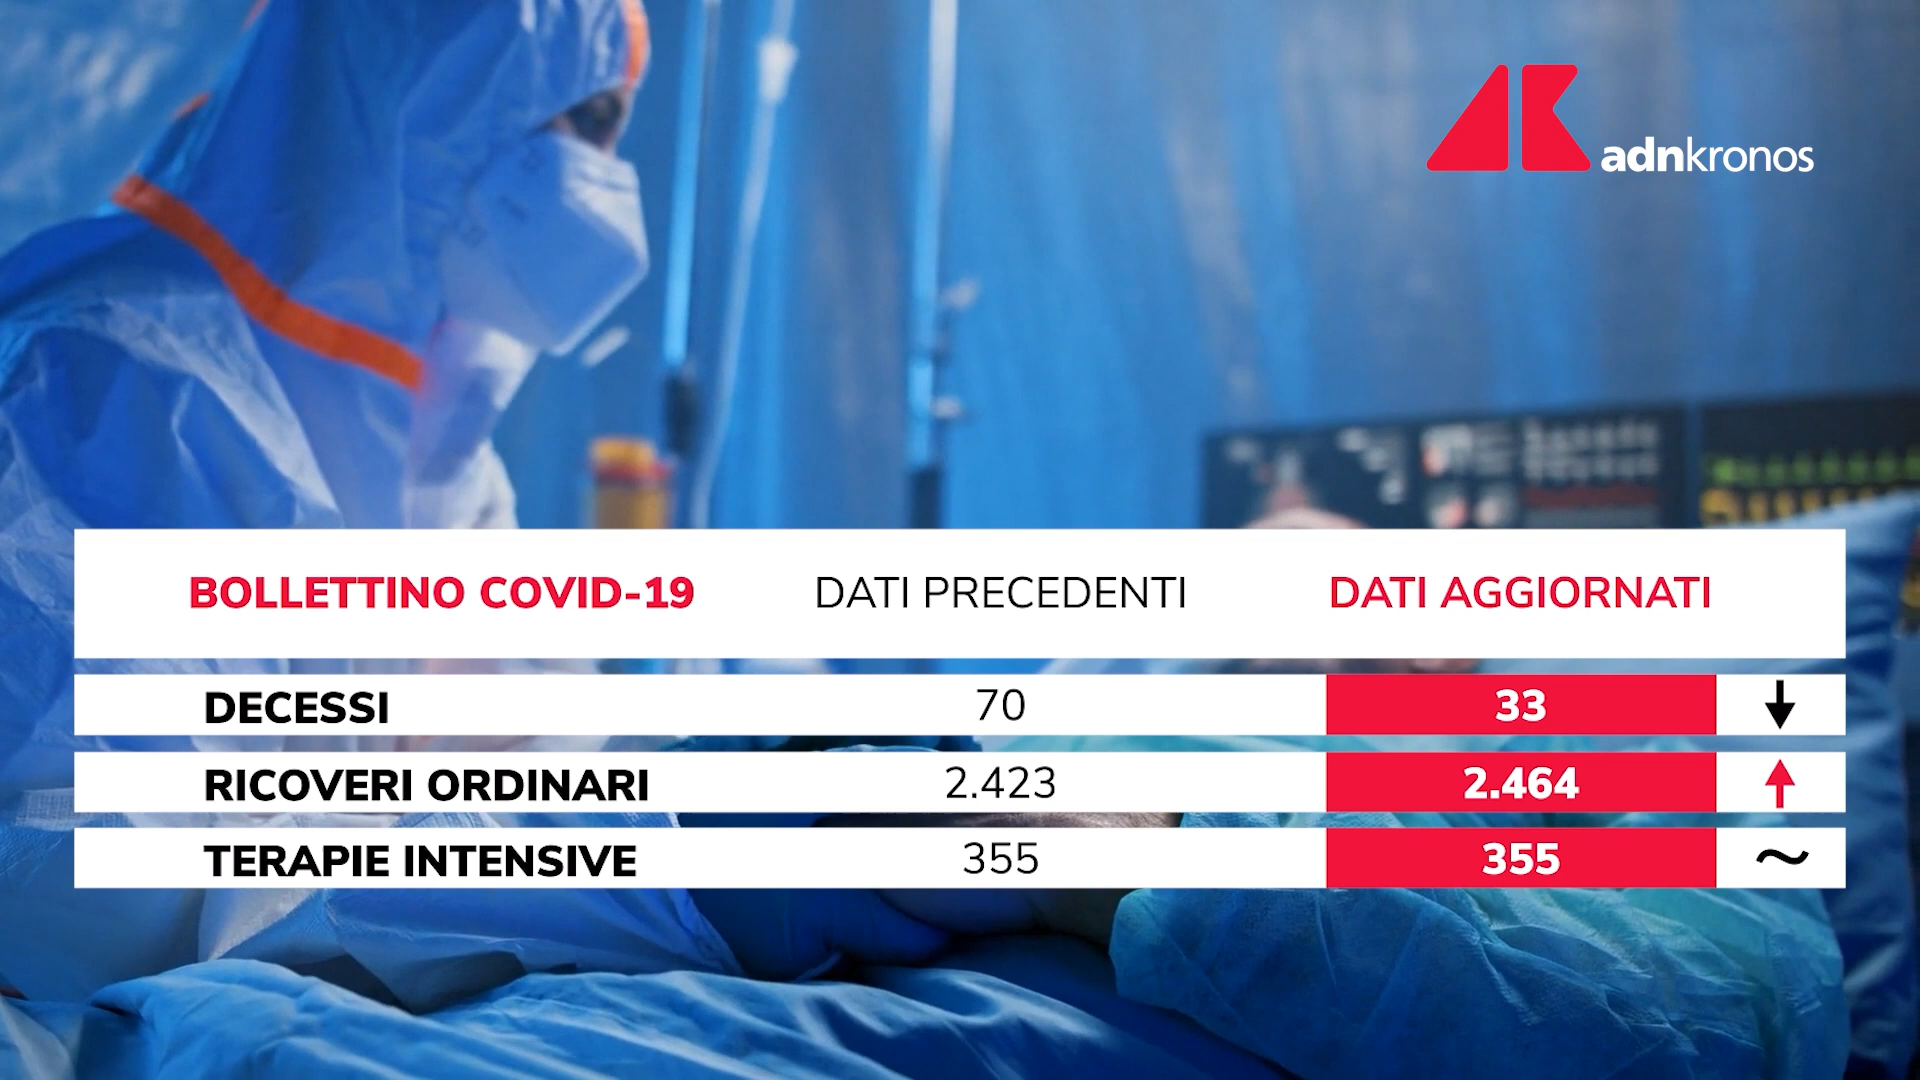 adnkronos
BOLLETTINO COVID-19 DATI PRECEDENTI DATI AGGIORNATI
DECESSI 70 33
RICOVERI ORDINARI 2.423 2.464
TERAPIE INTENSIVE 355 355